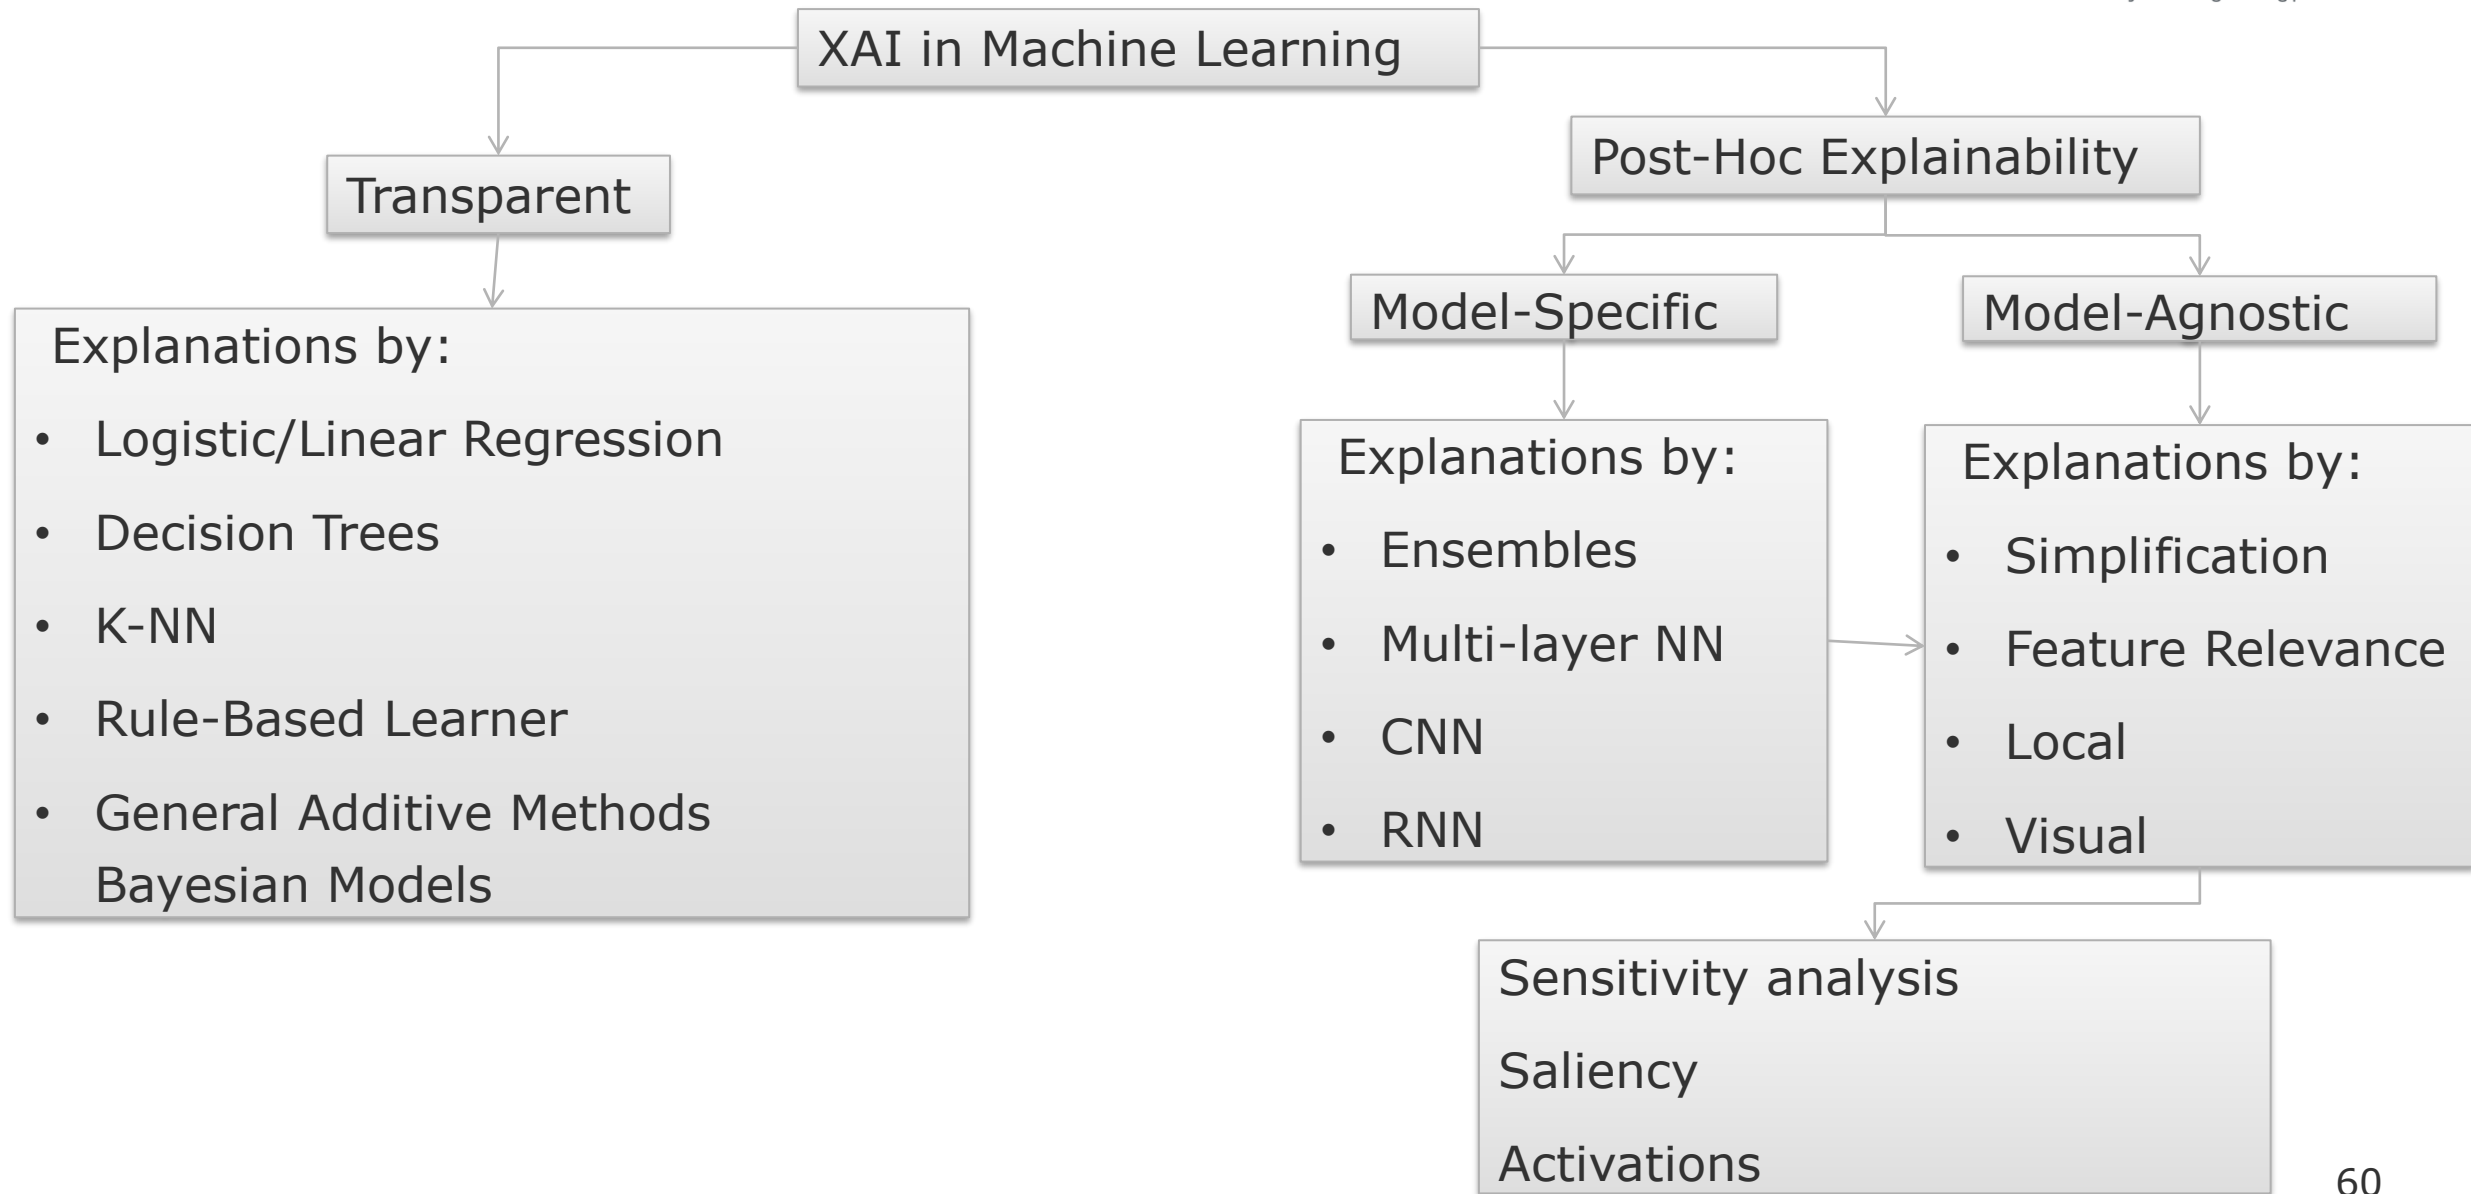 XAI in Machine Learning
Transparent
Explanations by:
• Logistic/Linear Regression
• Decision Trees
• K-NN
• Rule-Based Learner
• General Additive Methods
Bayesian Models
Post-Hoc Explainability
Model-Specific
Explanations by:
• Ensembles
• Multi-layer NN
• CNN
• RNN
Model-Agnostic
Explanations by:
• Simplification
• Feature Relevance
• Local
• Visual
Sensitivity analysis
Saliency
Activations
60